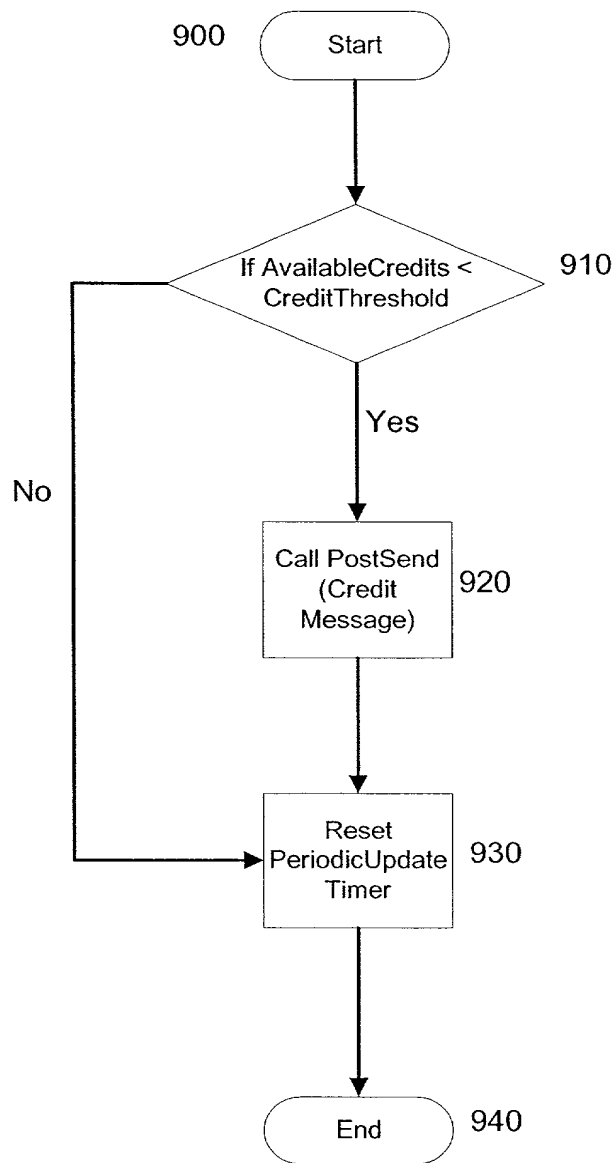 900
Start
If AvailableCredits <
CreditThreshold
910
Yes
No
Call PostSend
(Credit
Message)
920
Reset
PeriodicUpdate
Timer
930
End
940